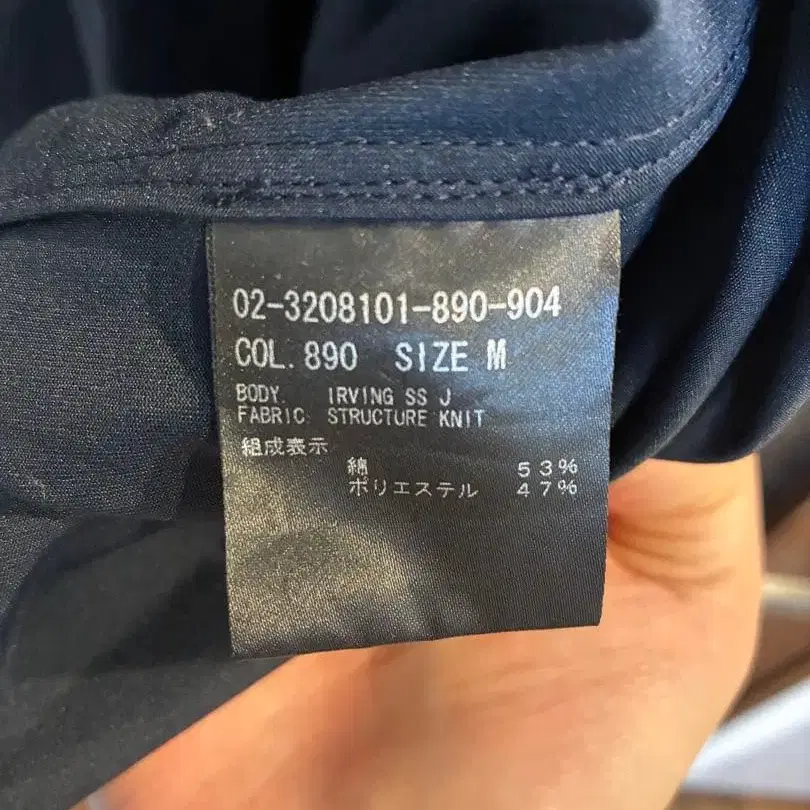 02-3208101-890-904
COL. 890 SIZE M
BODY. IRVING SS J
FABRIC. STRUCTURE KNIT
組成表示
綿 53%
ポリエステル 47%